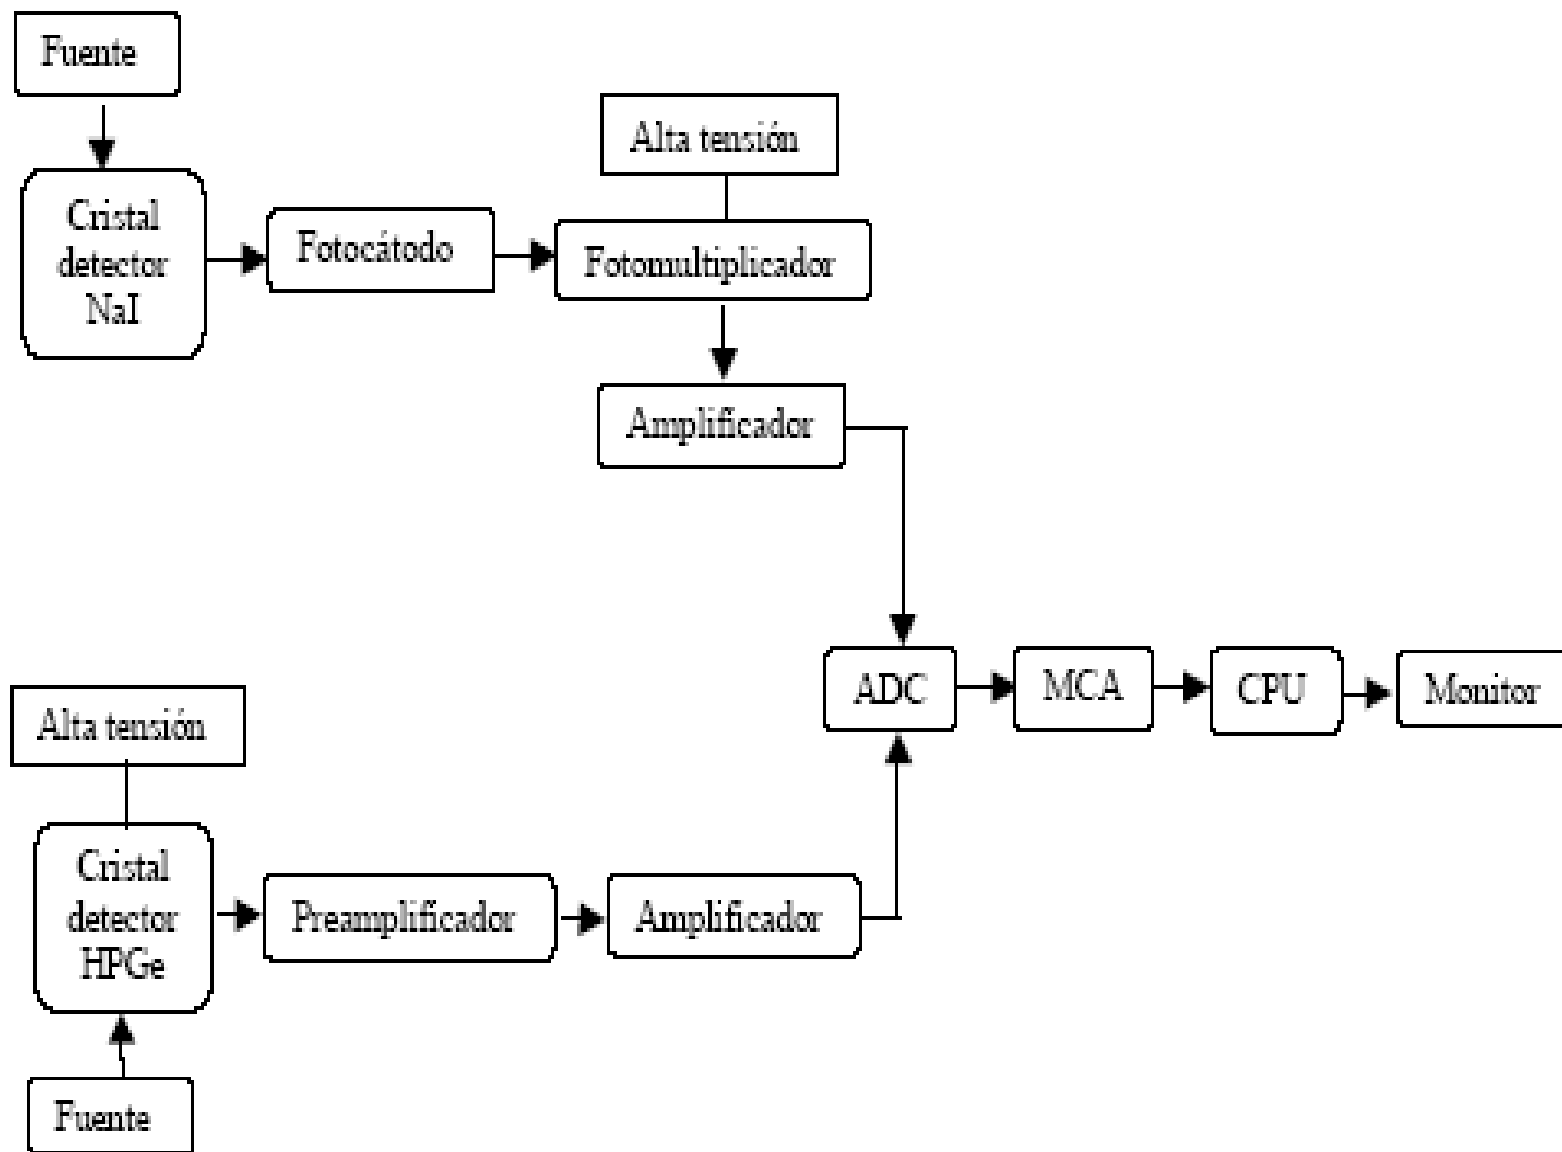 Fuente
Alta tensión
Cristal
detector
NaI
Fotocátodo
Fotomultiplicador
Amplificador
ADC
MCA
CPU
Monitor
Alta tensión
Cristal
detector
HPGe
Preamplificador
Amplificador
Fuente